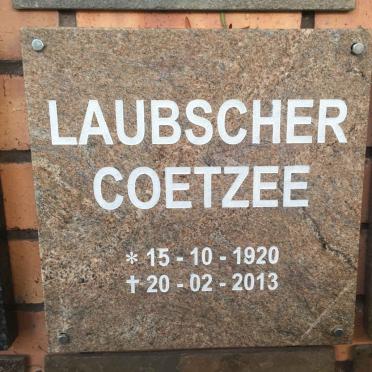 LAUBSCHER
COETZEE
* 15 - 10 - 1920
✝ 20 - 02 - 2013